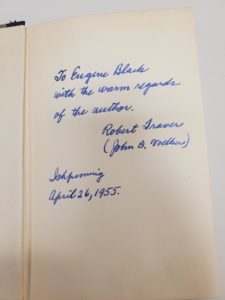 To Eugene Black
with the warm regards
of the author.
Robert Traver
(John D. Voelker)
Ishpeming
April 26, 1955.